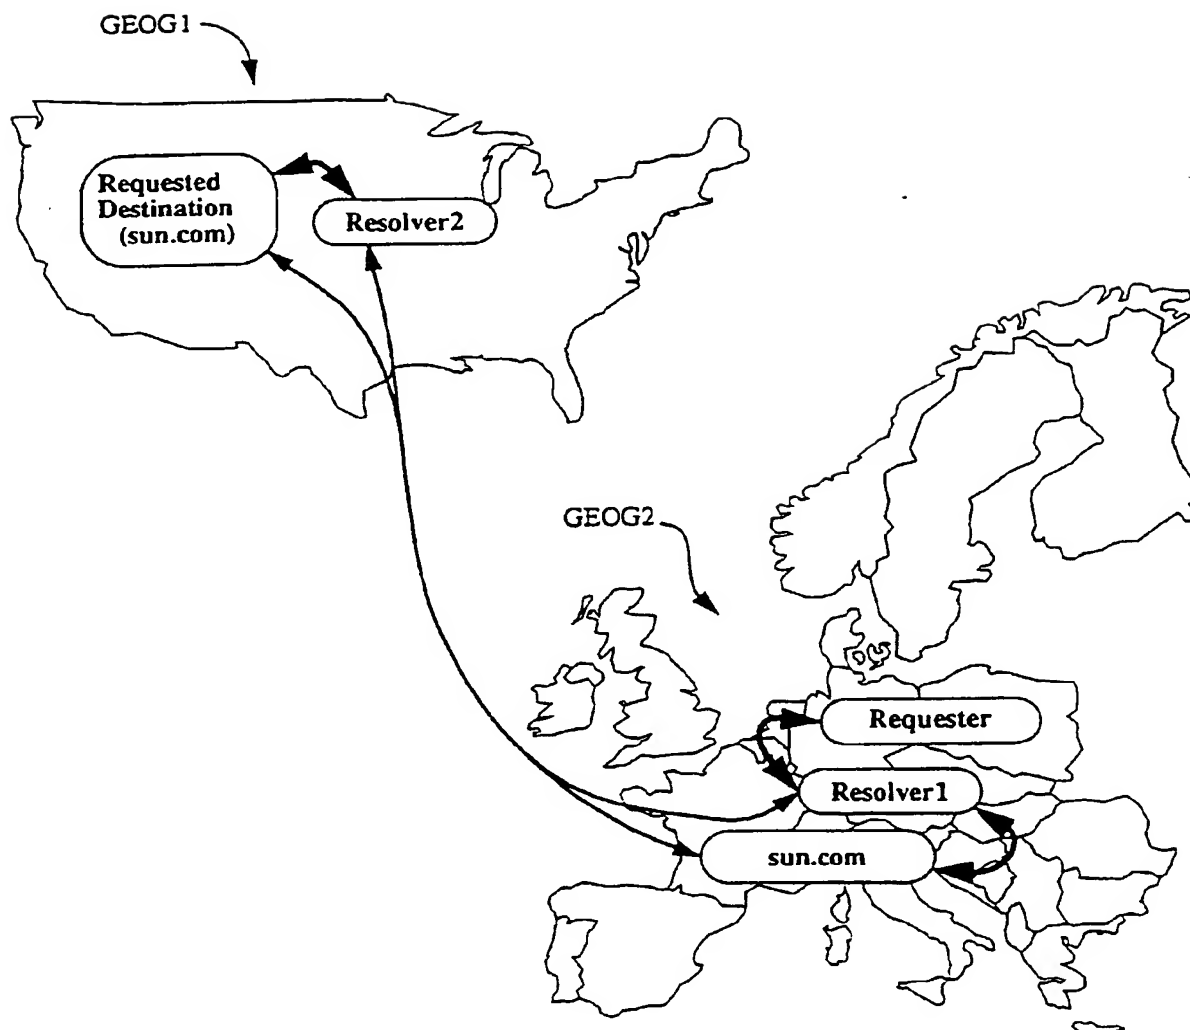 GEOG1
Requested
Destination
(sun.com)
Resolver2
GEOG2
Requester
Resolver1
sun.com